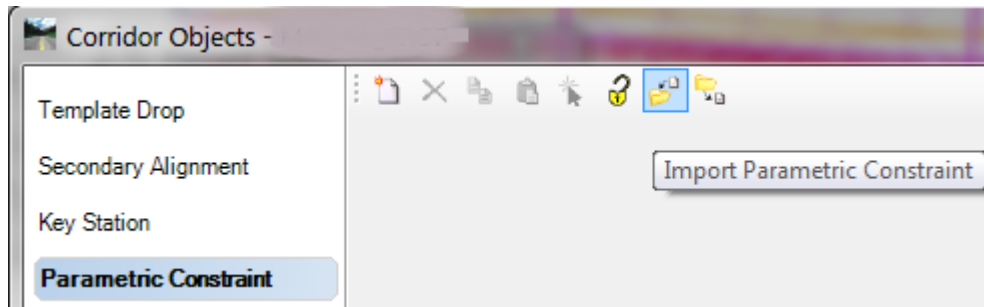 Corridor Objects -
Template Drop
Secondary Alignment
Import Parametric Constraint
Key Station
Parametric Constraint